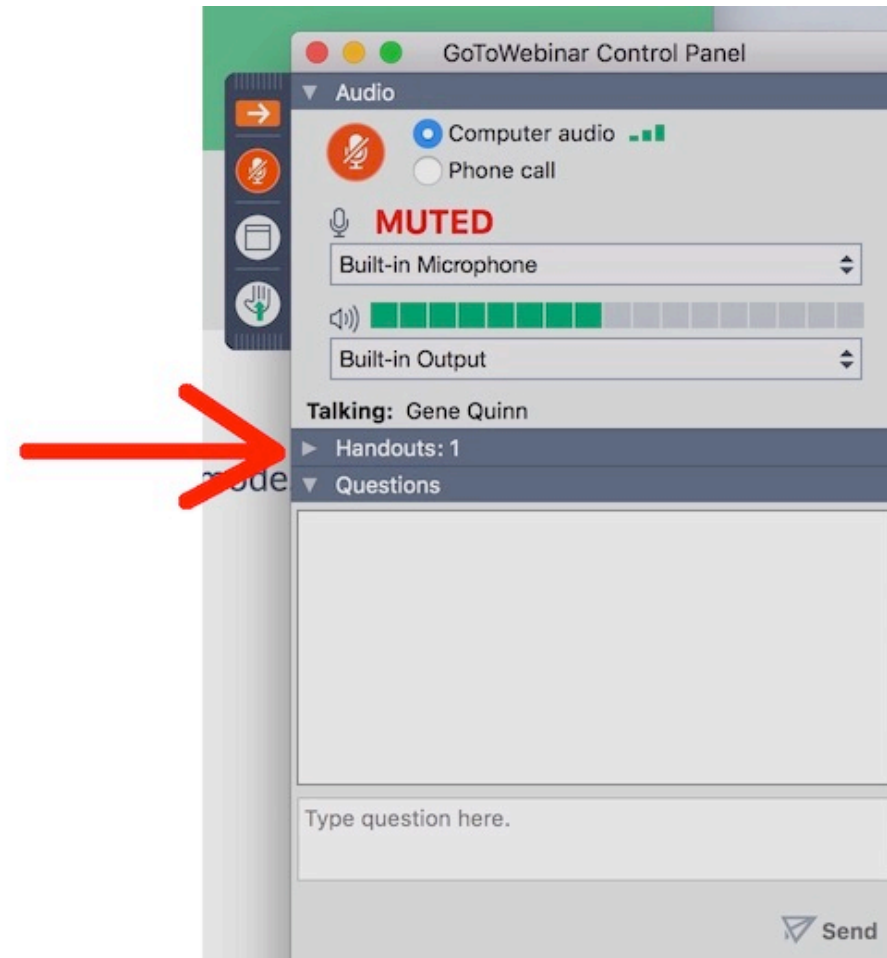 GoToWebinar Control Panel
Audio
Computer audio
Phone call
MUTED
Built-in Microphone
Built-in Output
Talking: Gene Quinn
Handouts: 1
Questions
Type question here.
Send